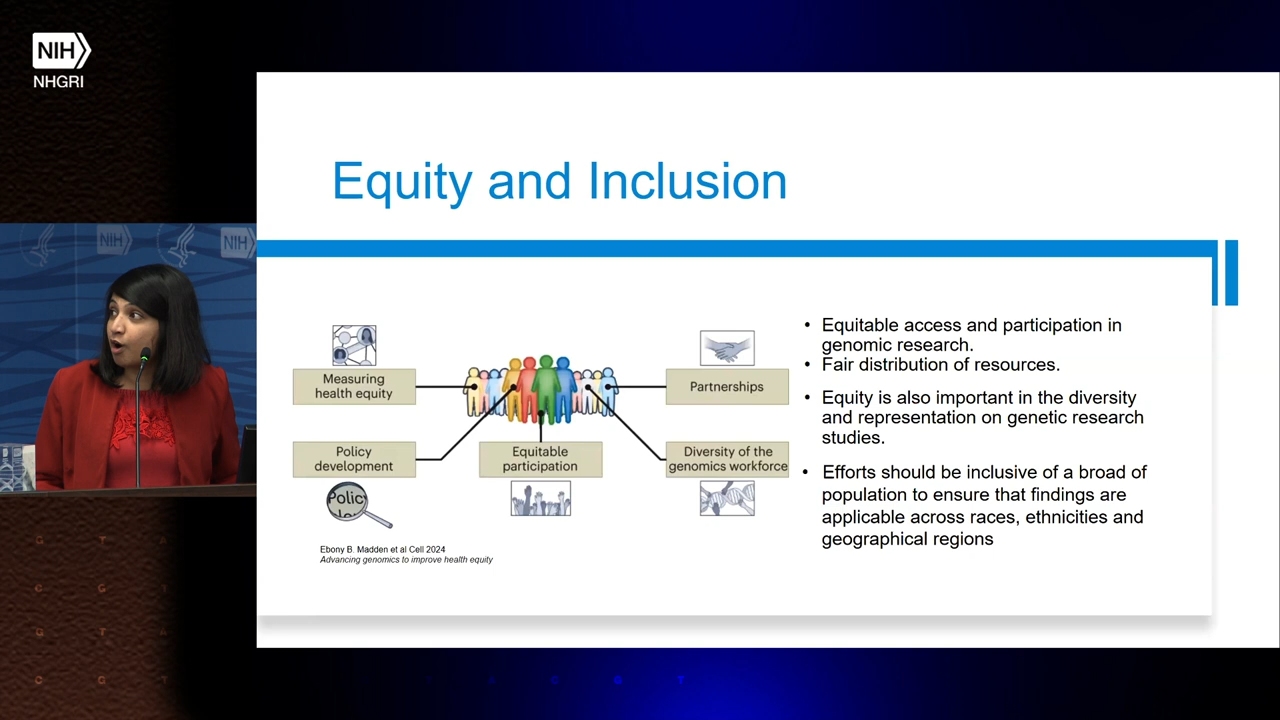 NIH
NHGRI
Equity and Inclusion
NIH
NIH
Measuring
health equity
Partnerships
Policy
development
Equitable
participation
Diversity of the
genomics workforce
Polic
Ebony B. Madden et al Cell 2024
Advancing genomics to improve health equity
• Equitable access and participation in
genomic research.
• Fair distribution of resources.
• Equity is also important in the diversity
and representation on genetic research
studies.
• Efforts should be inclusive of a broad of
population to ensure that findings are
applicable across races, ethnicities and
geographical regions